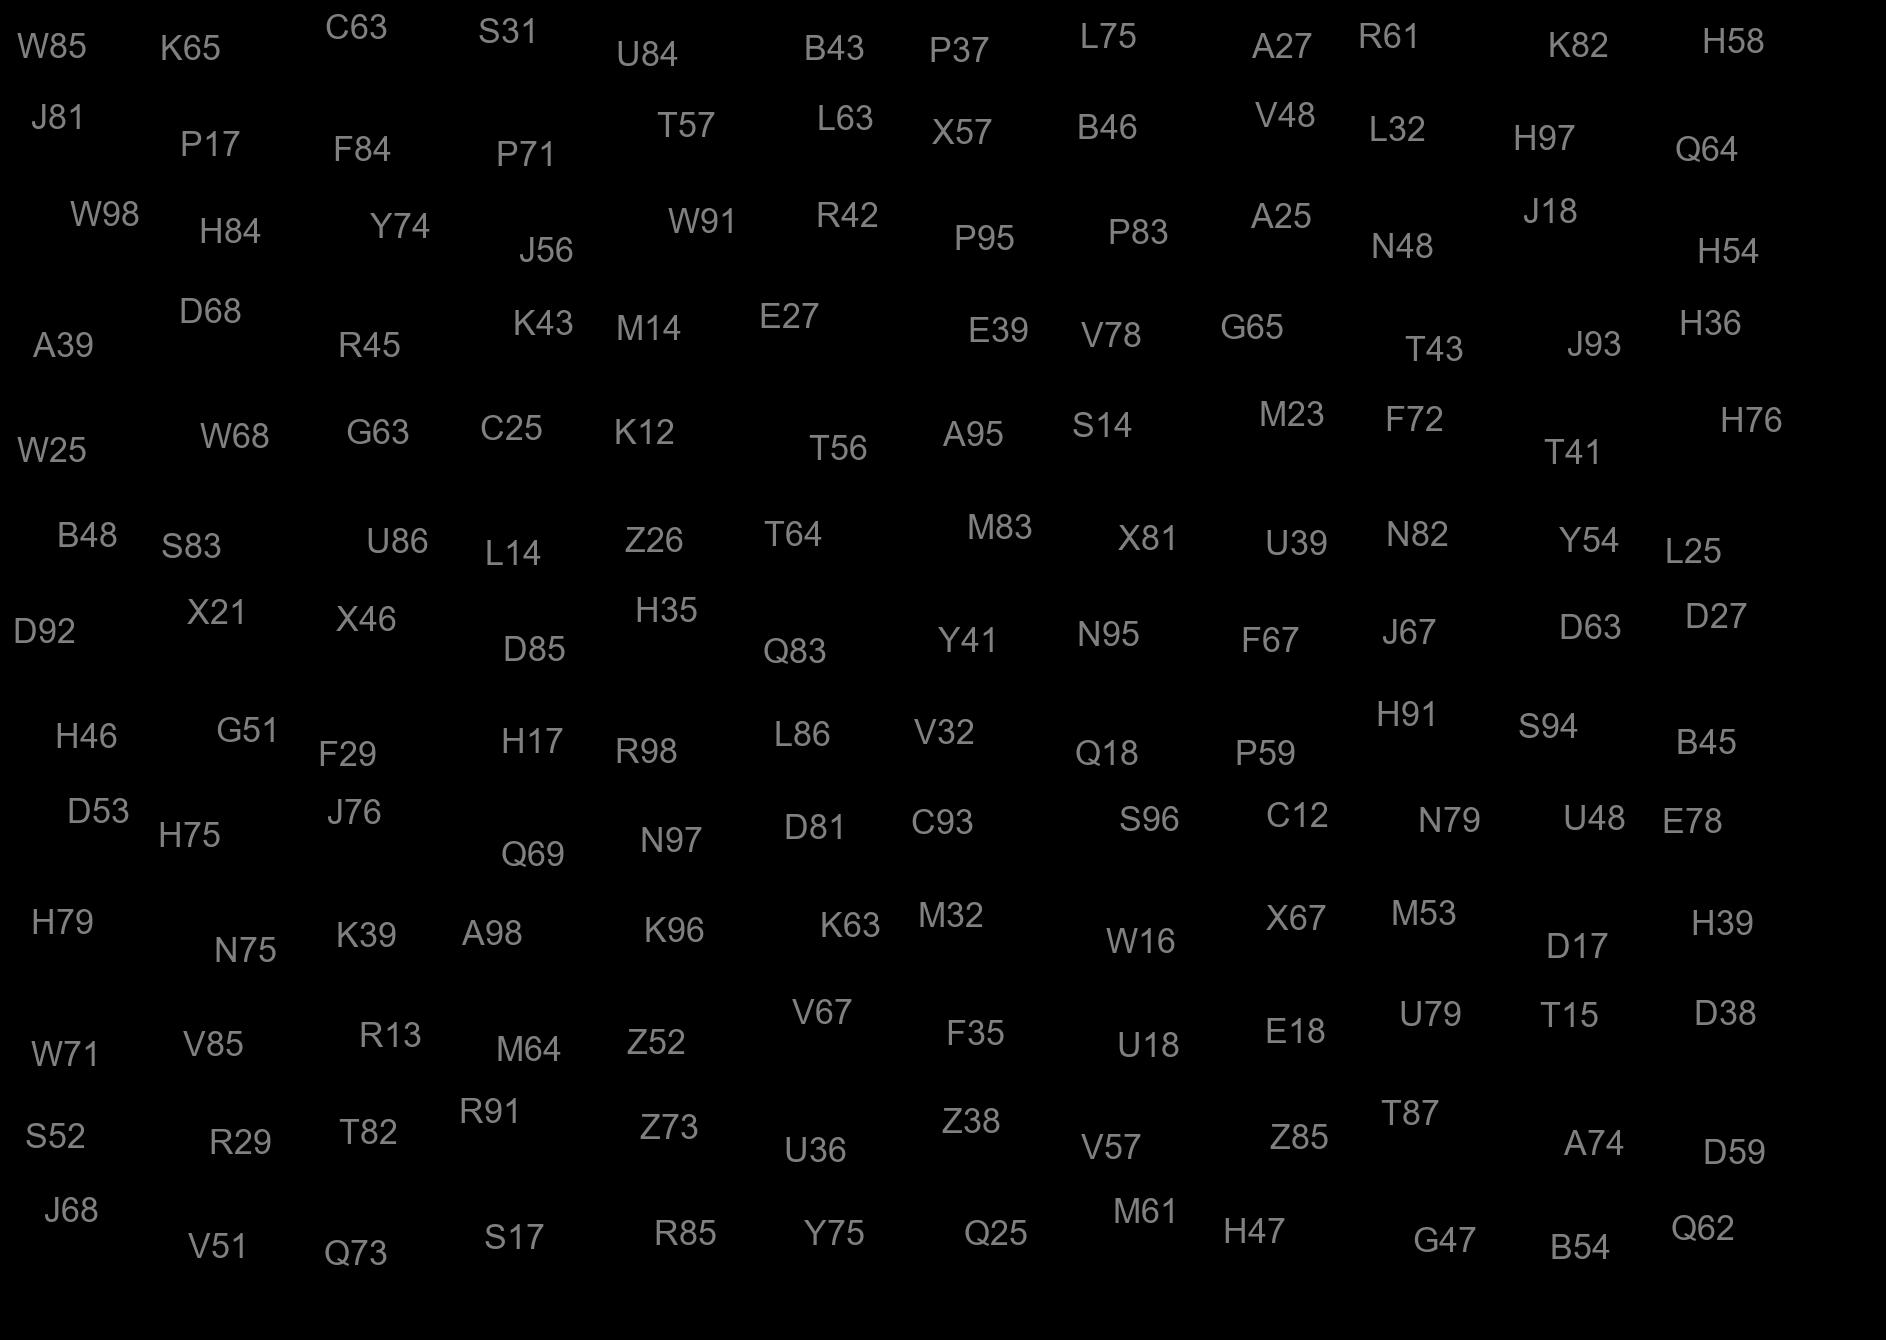 W85 K65 C63 S31 U84 B43 P37 L75 A27 R61 K82 H58
J81 P17 F84 P71 T57 L63 X57 B46 V48 L32 H97 Q64
W98 H84 Y74 J56 W91 R42 P95 P83 A25 N48 J18 H54
A39 D68 R45 K43 M14 E27 E39 V78 G65 T43 J93 H36
W25 W68 G63 C25 K12 T56 A95 S14 M23 F72 T41 H76
B48 S83 U86 L14 Z26 T64 M83 X81 U39 N82 Y54 L25
D92 X21 X46 D85 H35 Q83 Y41 N95 F67 J67 D63 D27
H46 G51 F29 H17 R98 L86 V32 Q18 P59 H91 S94 B45
D53 H75 J76 Q69 N97 D81 C93 S96 C12 N79 U48 E78
H79 N75 K39 A98 K96 K63 M32 W16 X67 M53 D17 H39
W71 V85 R13 M64 Z52 V67 F35 U18 E18 U79 T15 D38
S52 R29 T82 R91 Z73 U36 Z38 V57 Z85 T87 A74 D59
J68 V51 Q73 S17 R85 Y75 Q25 M61 H47 G47 B54 Q62